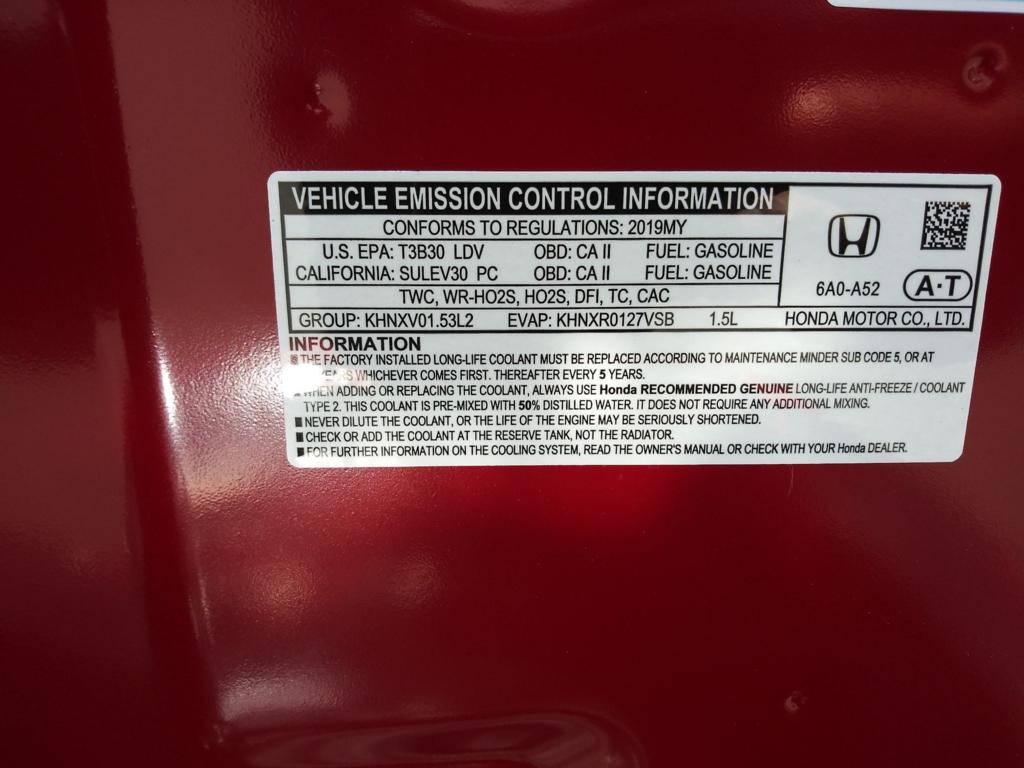 VEHICLE EMISSION CONTROL INFORMATION
CONFORMS TO REGULATIONS: 2019MY
U.S. EPA: T3B30 LDV OBD: CA II FUEL: GASOLINE
CALIFORNIA: SULEV30 PC OBD: CA II FUEL: GASOLINE
TWC, WR-HO2S, HO2S, DFI, TC, CAC
6A0-A52 A·T
GROUP: KHNXV01.53L2 EVAP: KHNXR0127VSB 1.5L HONDA MOTOR CO., LTD.
INFORMATION
■ THE FACTORY INSTALLED LONG-LIFE COOLANT MUST BE REPLACED ACCORDING TO MAINTENANCE MINDER SUB CODE 5, OR AT
YEARS WHICHEVER COMES FIRST. THEREAFTER EVERY 5 YEARS.
■ WHEN ADDING OR REPLACING THE COOLANT, ALWAYS USE Honda RECOMMENDED GENUINE LONG-LIFE ANTI-FREEZE / COOLANT
TYPE 2. THIS COOLANT IS PRE-MIXED WITH 50% DISTILLED WATER. IT DOES NOT REQUIRE ANY ADDITIONAL MIXING.
■ NEVER DILUTE THE COOLANT, OR THE LIFE OF THE ENGINE MAY BE SERIOUSLY SHORTENED.
■ CHECK OR ADD THE COOLANT AT THE RESERVE TANK, NOT THE RADIATOR.
■ FOR FURTHER INFORMATION ON THE COOLING SYSTEM, READ THE OWNER'S MANUAL OR CHECK WITH YOUR Honda DEALER.